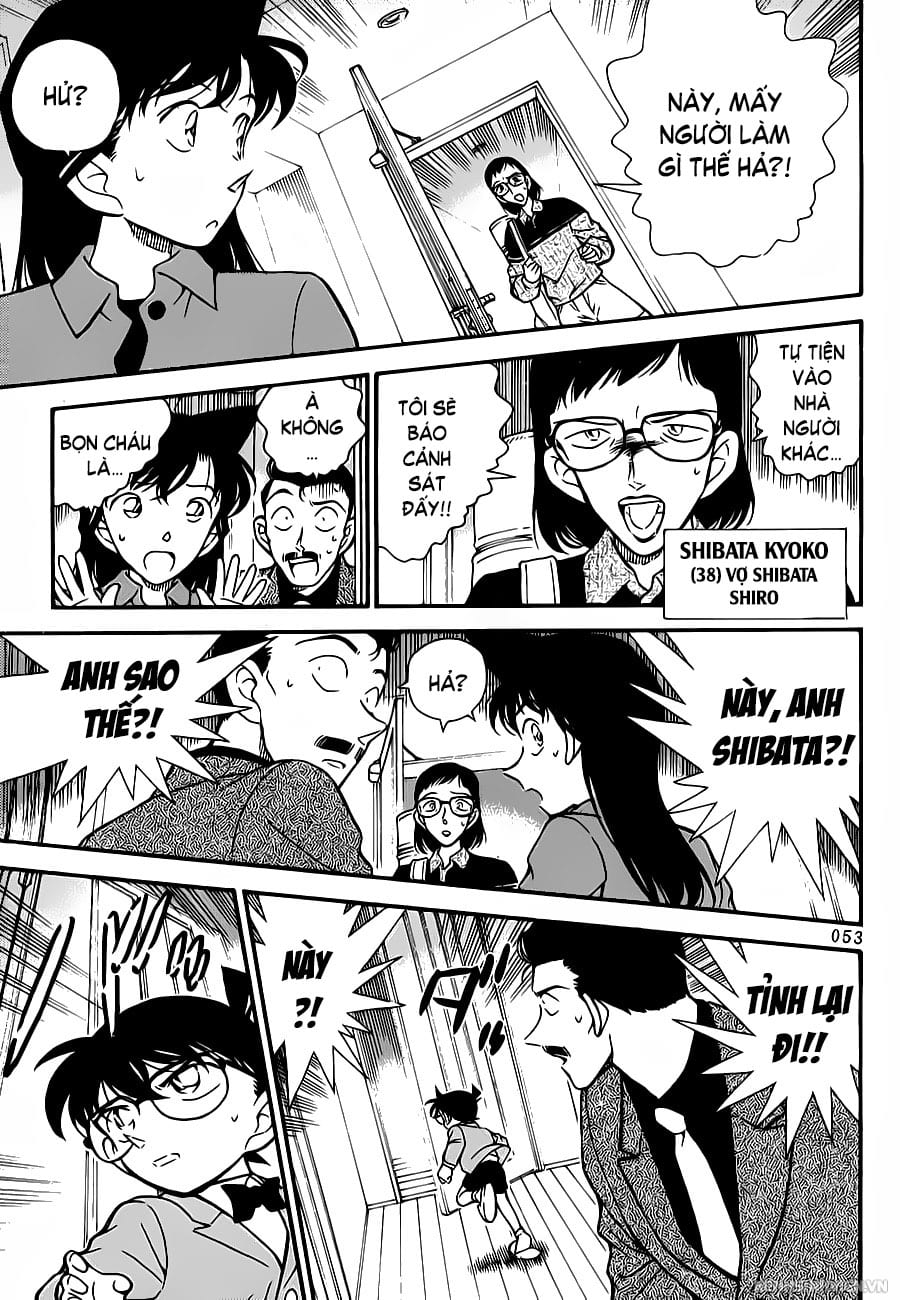 NÀY, MẤY
NGƯỜI LÀM
GÌ THẾ HẢ?!
HỬ?
TỰ TIỆN
VÀO
NHÀ
NGƯỜI
KHÁC...
TÔI SẼ
BÁO
CẢNH
SÁT
ĐẤY!!
SHIBATA KYOKO
(38) VỢ SHIBATA
SHIRO
À
KHÔNG
...
BỌN CHÁU
LÀ...
NÀY, ANH
SHIBATA?!
HẢ?
ANH SAO
THẾ?!
053
TỈNH LẠI
ĐI!!
NÀY
?!
ダッ